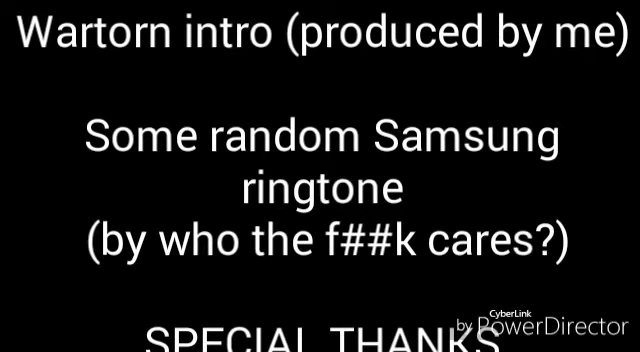 Wartorn intro (produced by me)
Some random Samsung
ringtone
(by who the f##k cares?)
SPECIAL THANKS
CyberLink
by PowerDirector